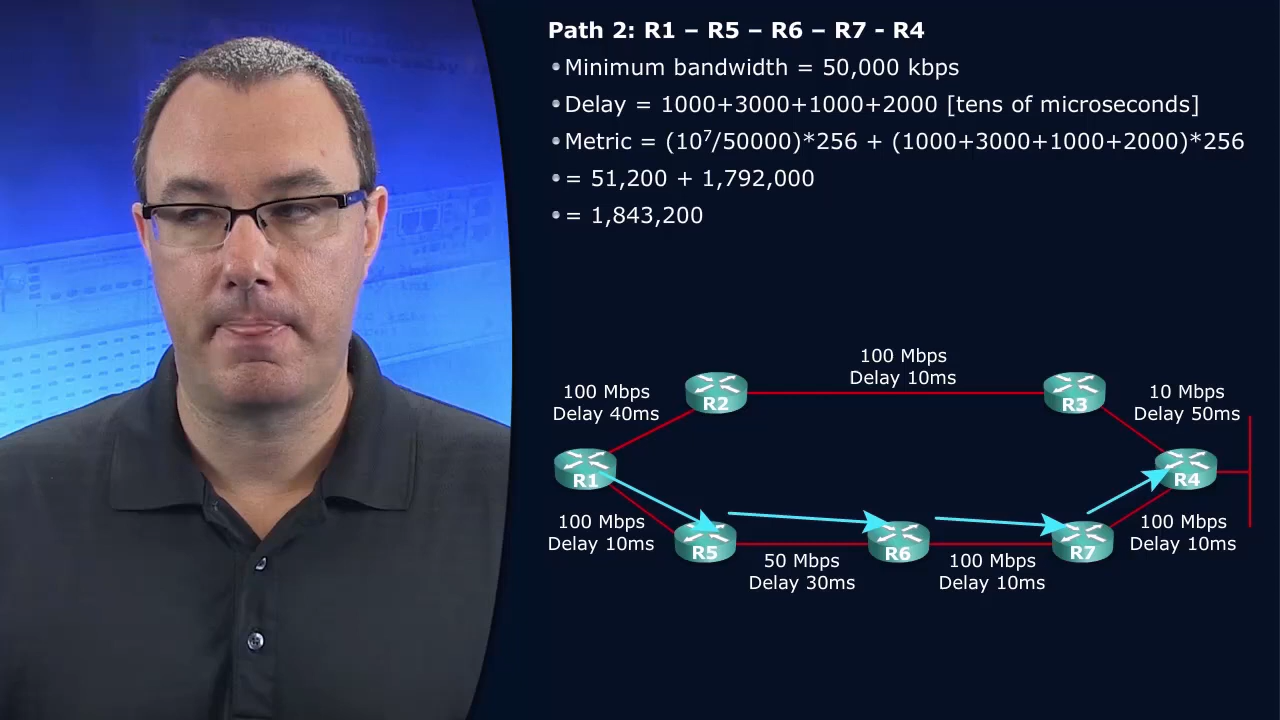 Path 2: R1 – R5 – R6 – R7 - R4
Minimum bandwidth = 50,000 kbps
Delay = 1000+3000+1000+2000 [tens of microseconds]
Metric = (10⁷/50000)*256 + (1000+3000+1000+2000)*256
= 51,200 + 1,792,000
= 1,843,200
100 Mbps
Delay 10ms
100 Mbps
Delay 40ms
R2
R3
10 Mbps
Delay 50ms
R1
R4
100 Mbps
Delay 10ms
R5
50 Mbps
Delay 30ms
R6
100 Mbps
Delay 10ms
R7
100 Mbps
Delay 10ms